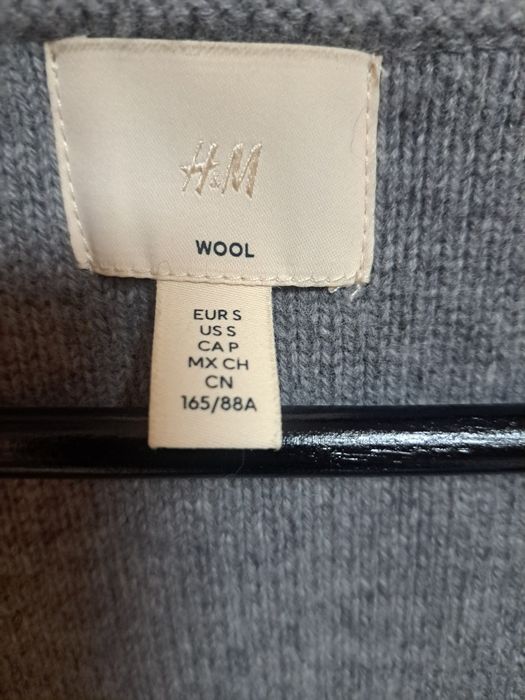 H&M
WOOL
EUR S
US S
CA P
MX CH
CN
165/88A